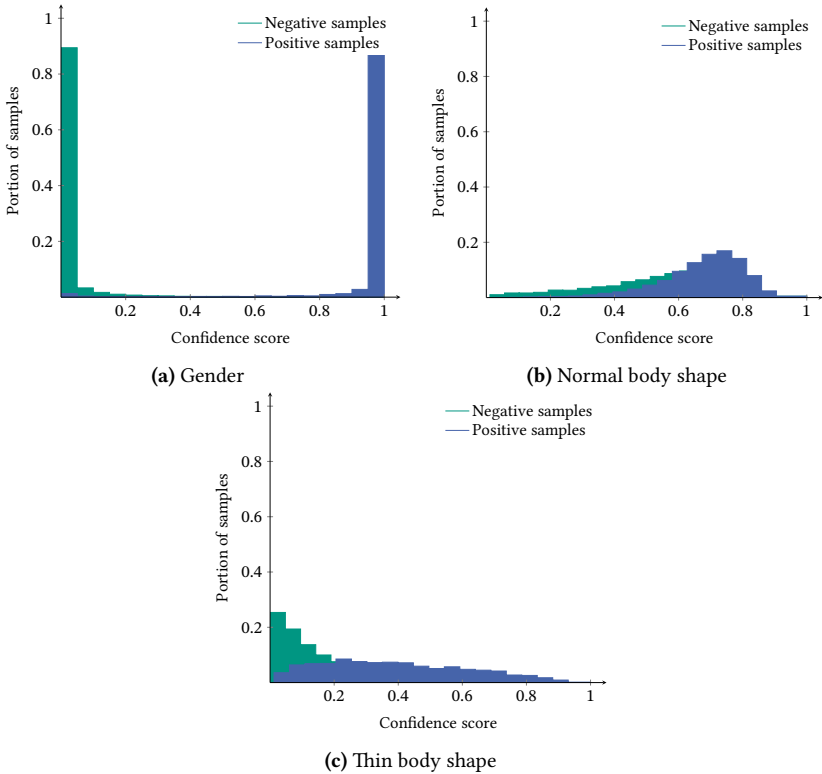 Negative samples
Positive samples
1
0.8
0.6
0.4
0.2
Portion of samples
0.2 0.4 0.6 0.8 1
Confidence score
(a) Gender
Negative samples
Positive samples
1
0.8
0.6
0.4
0.2
Portion of samples
0.2 0.4 0.6 0.8 1
Confidence score
(b) Normal body shape
Negative samples
Positive samples
1
0.8
0.6
0.4
0.2
Portion of samples
0.2 0.4 0.6 0.8 1
Confidence score
(c) Thin body shape